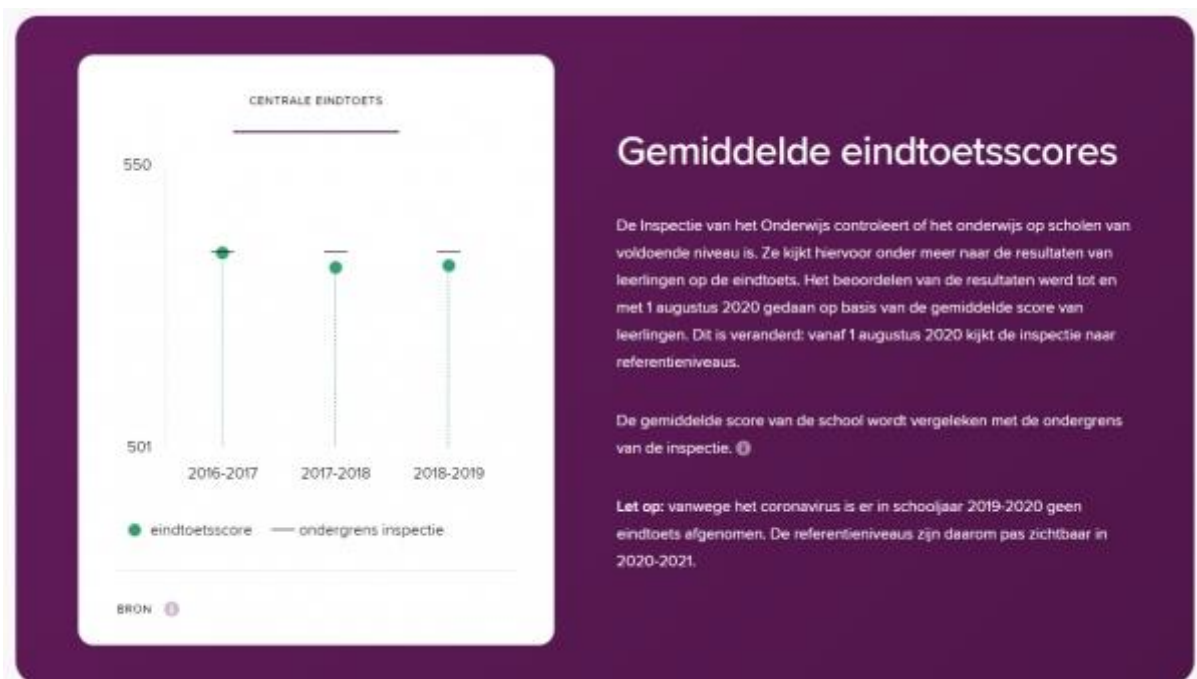 CENTRALE EINDTOETS
550
501
2016-2017 2017-2018 2018-2019
eindtoetsscore ondergrens inspectie
BRON
Gemiddelde eindtoetsscores
De Inspectie van het Onderwijs controleert of het onderwijs op scholen van
voldoende niveau is. Ze kijkt hiervoor onder meer naar de resultaten van
leerlingen op de eindtoets. Het beoordelen van de resultaten werd tot en
met 1 augustus 2020 gedaan op basis van de gemiddelde score van
leerlingen. Dit is veranderd: vanaf 1 augustus 2020 kijkt de inspectie naar
referentieniveaus.
De gemiddelde score van de school wordt vergeleken met de ondergrens
van de inspectie.
Let op: vanwege het coronavirus is er in schooljaar 2019-2020 geen
eindtoets afgenomen. De referentieniveaus zijn daarom pas zichtbaar in
2020-2021.